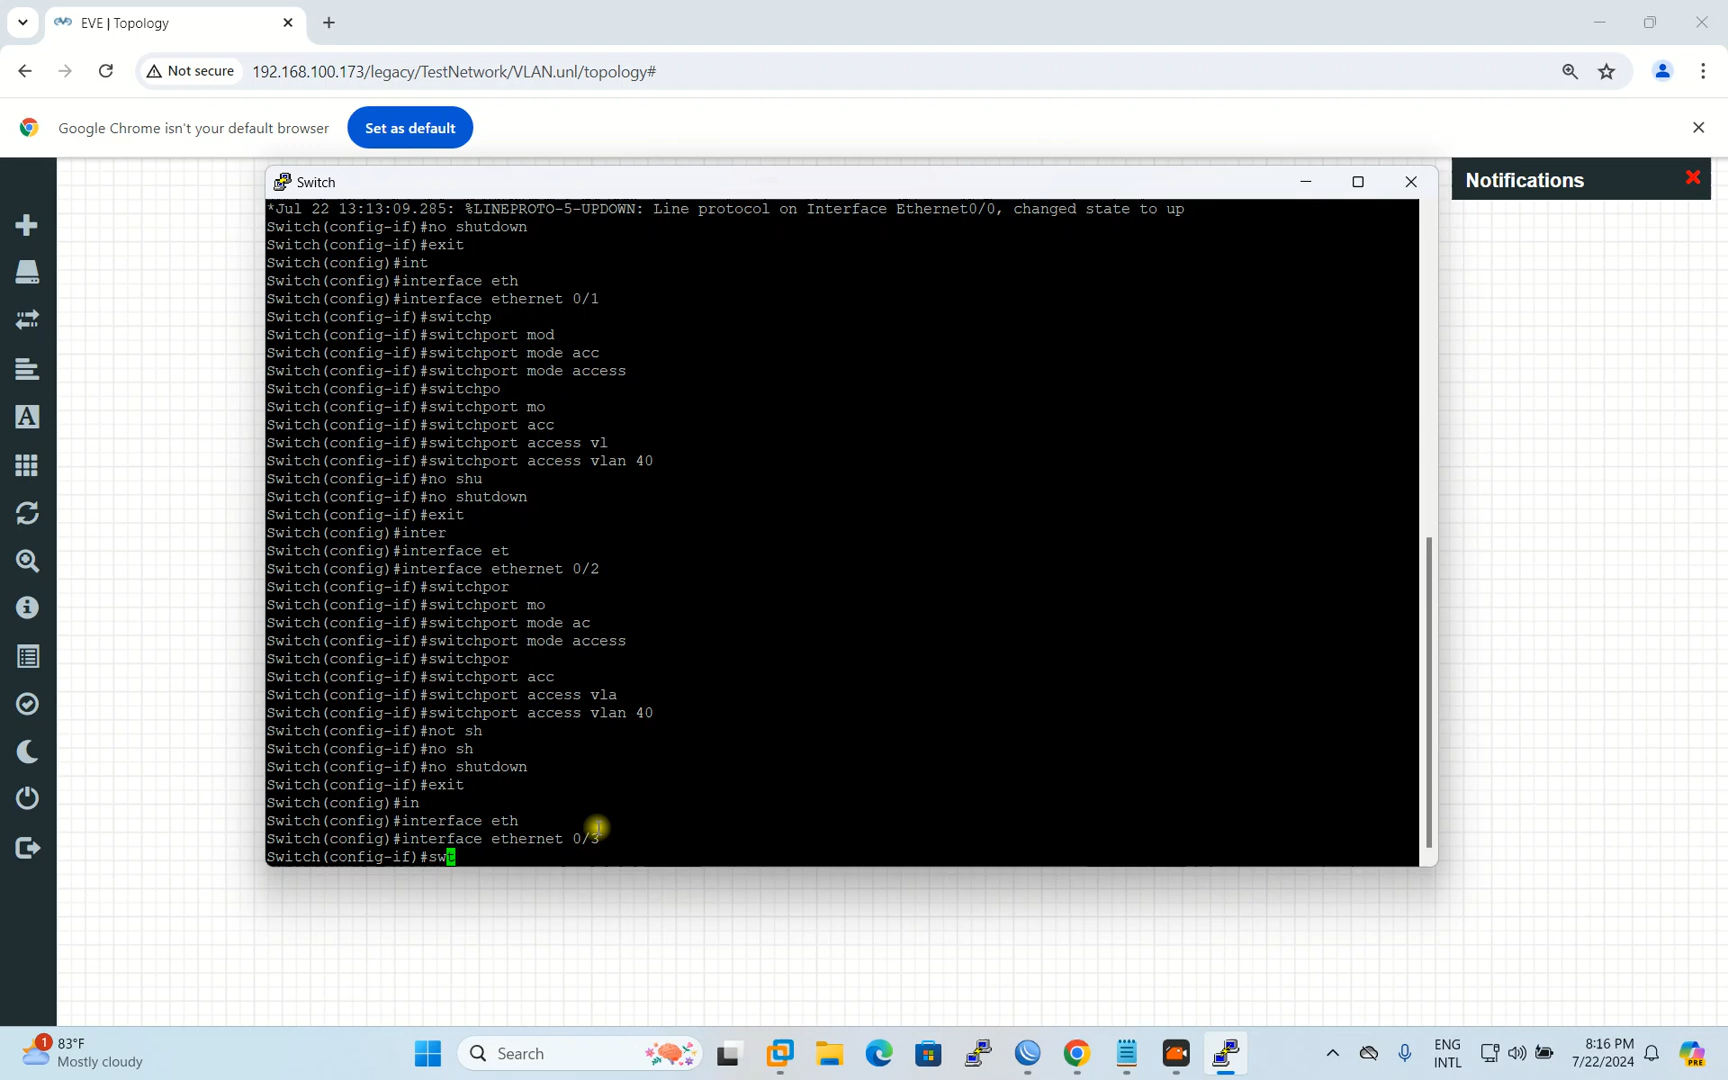 EVE | Topology
Not secure
192.168.100.173/legacy/TestNetwork/VLAN.unl/topology#
Google Chrome isn't your default browser
Set as default
Switch
Notifications
*Jul 22 13:13:09.285: %LINEPROTO-5-UPDOWN: Line protocol on Interface Ethernet0/0, changed state to up
Switch(config-if)#no shutdown
Switch(config-if)#exit
Switch(config)#int
Switch(config)#interface eth
Switch(config)#interface ethernet 0/1
Switch(config-if)#switchp
Switch(config-if)#switchport mod
Switch(config-if)#switchport mode acc
Switch(config-if)#switchport mode access
Switch(config-if)#switchpo
Switch(config-if)#switchport mo
Switch(config-if)#switchport acc
Switch(config-if)#switchport access vl
Switch(config-if)#switchport access vlan 40
Switch(config-if)#no shu
Switch(config-if)#no shutdown
Switch(config-if)#exit
Switch(config)#inter
Switch(config)#interface et
Switch(config)#interface ethernet 0/2
Switch(config-if)#switchpor
Switch(config-if)#switchport mo
Switch(config-if)#switchport mode ac
Switch(config-if)#switchport mode access
Switch(config-if)#switchpor
Switch(config-if)#switchport acc
Switch(config-if)#switchport access vla
Switch(config-if)#switchport access vlan 40
Switch(config-if)#not sh
Switch(config-if)#no sh
Switch(config-if)#no shutdown
Switch(config-if)#exit
Switch(config)#in
Switch(config)#interface eth
Switch(config)#interface ethernet 0/3
Switch(config-if)#swt
1
83°F
Mostly cloudy
Search
ENG
INTL
8:16 PM
7/22/2024
PRE